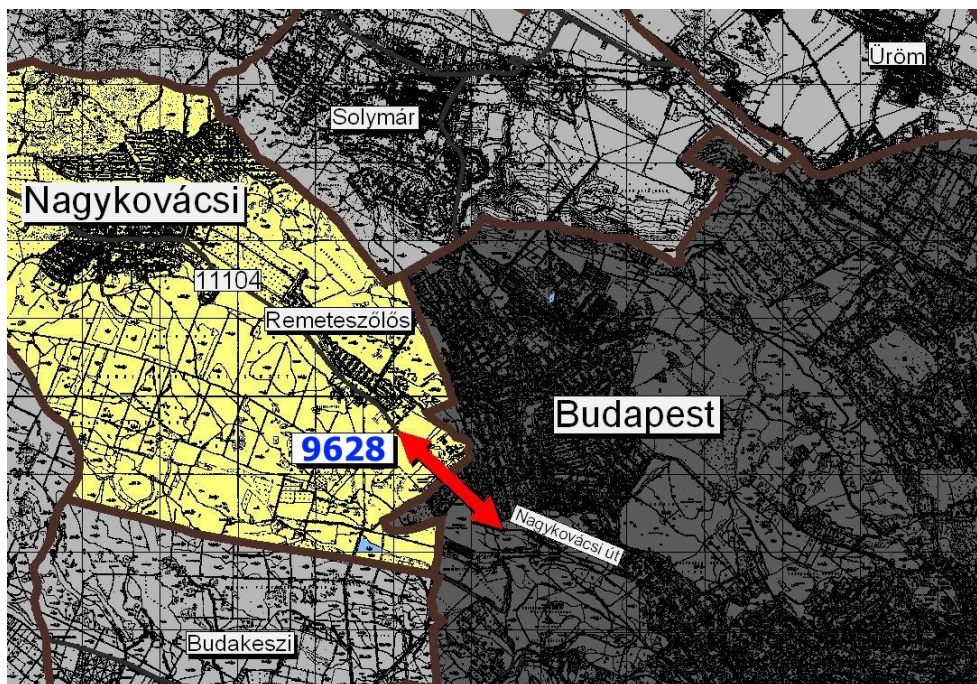 Üröm
Solymár
Nagykovácsi
11104
Remeteszőlős
Budapest
9628
Nagykovácsi út
Budakeszi